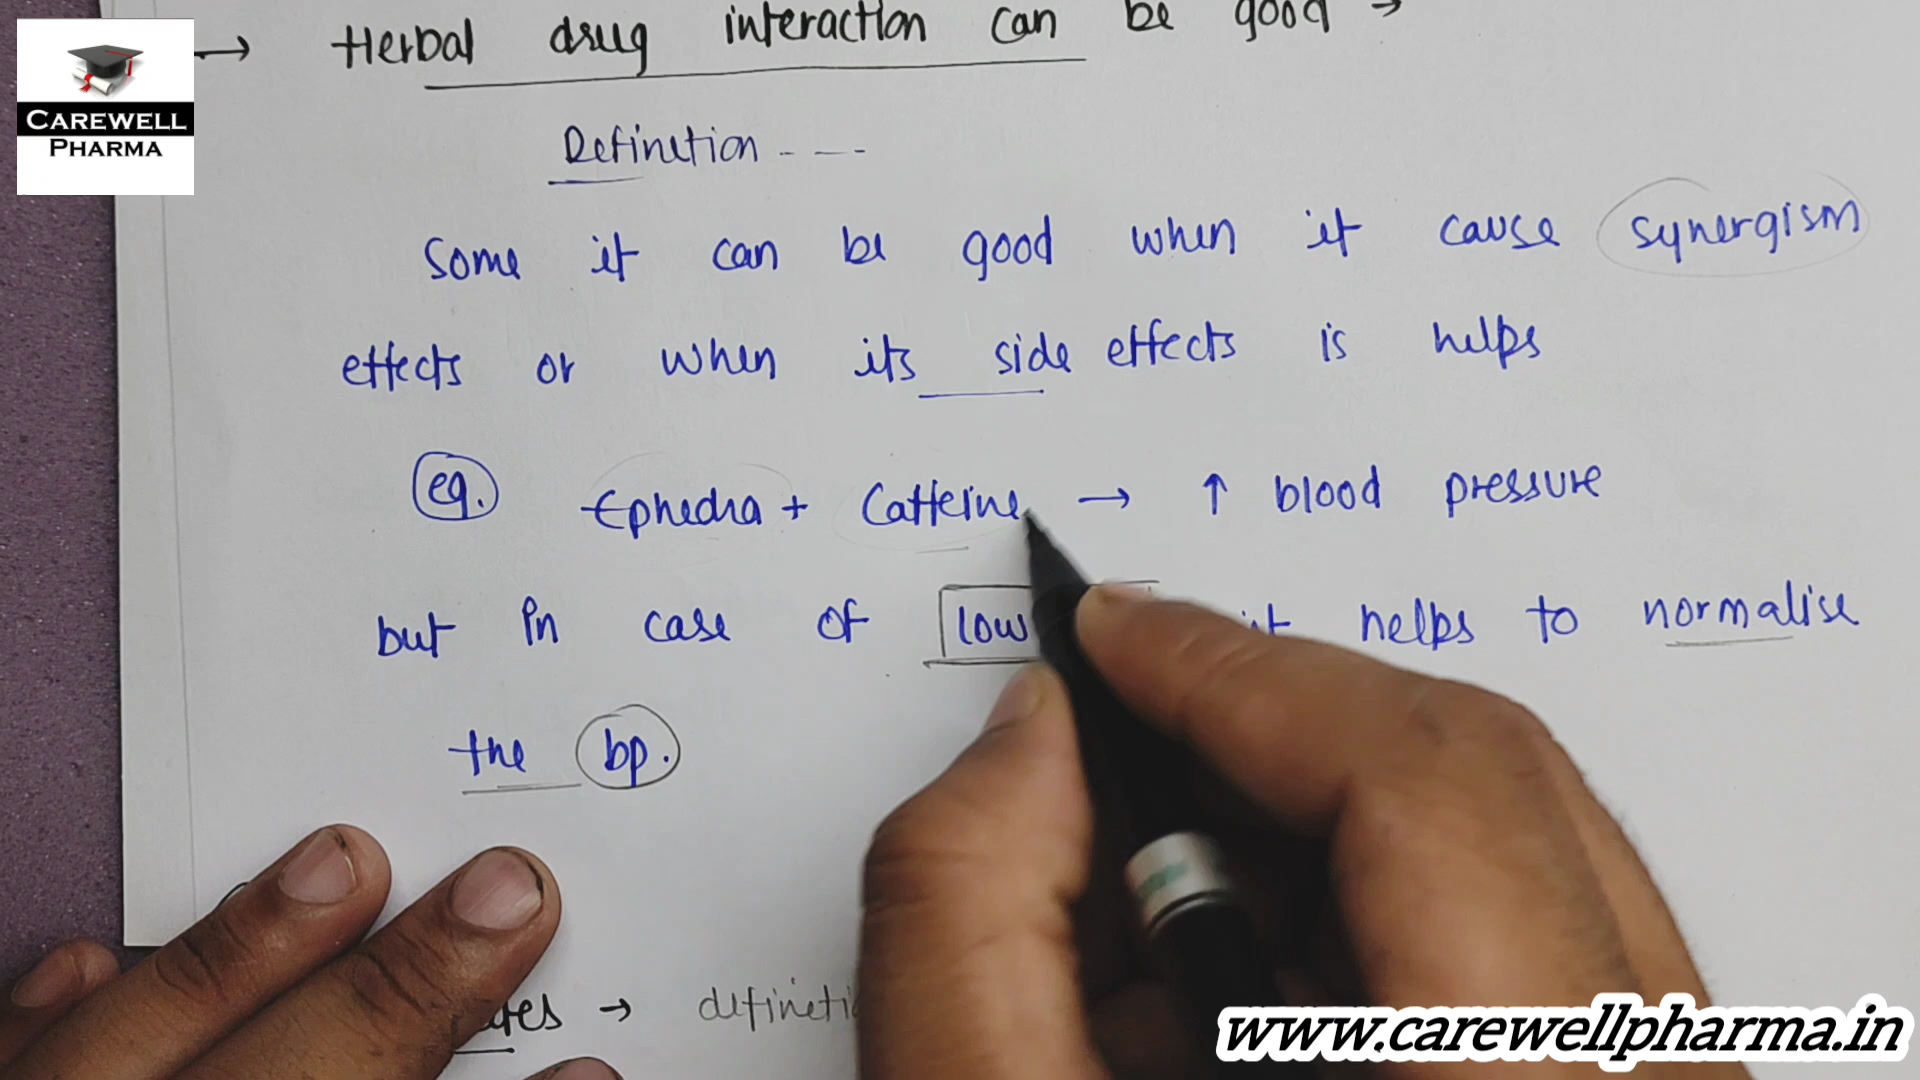 CAREWELL
PHARMA
→ Herbal drug interaction can be good →
Definetion - - -
Some it can be good when it cause synergism
effects or when its side effects is helps
eg. Ephedra + Caffeine → ↑ blood pressure
but in case of low it helps to normalise
the bp.
→
www.carewellpharma.in